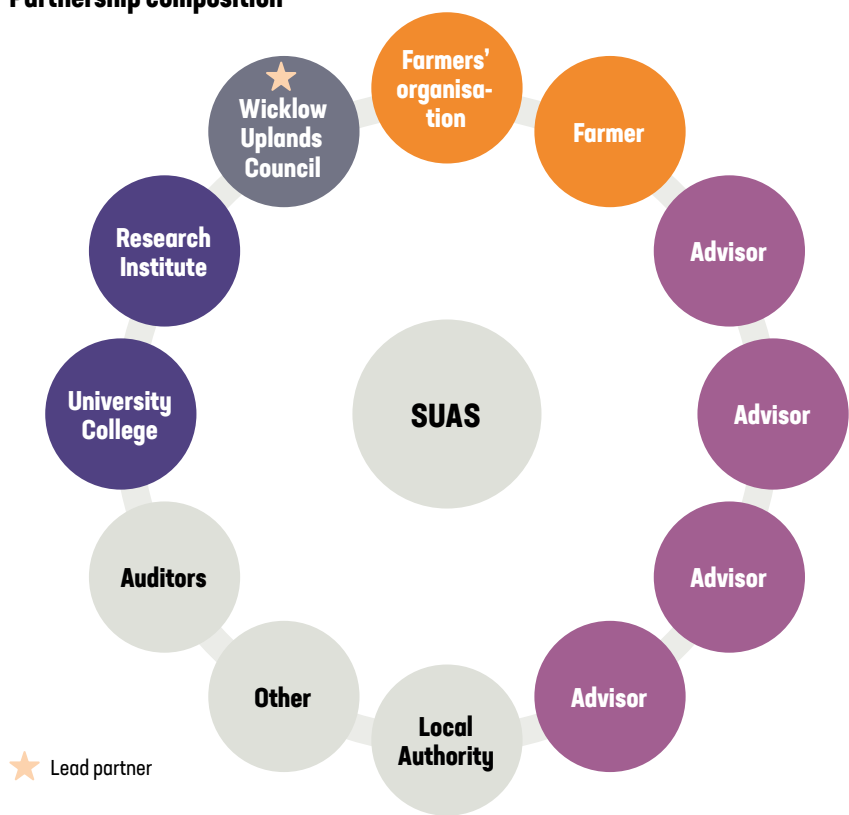 Partnership composition
Farmers'
organisa-
tion
Wicklow
Uplands
Council
Farmer
Research
Institute
Advisor
University
College
SUAS
Advisor
Auditors
Advisor
Other
Local
Authority
Advisor
Lead partner